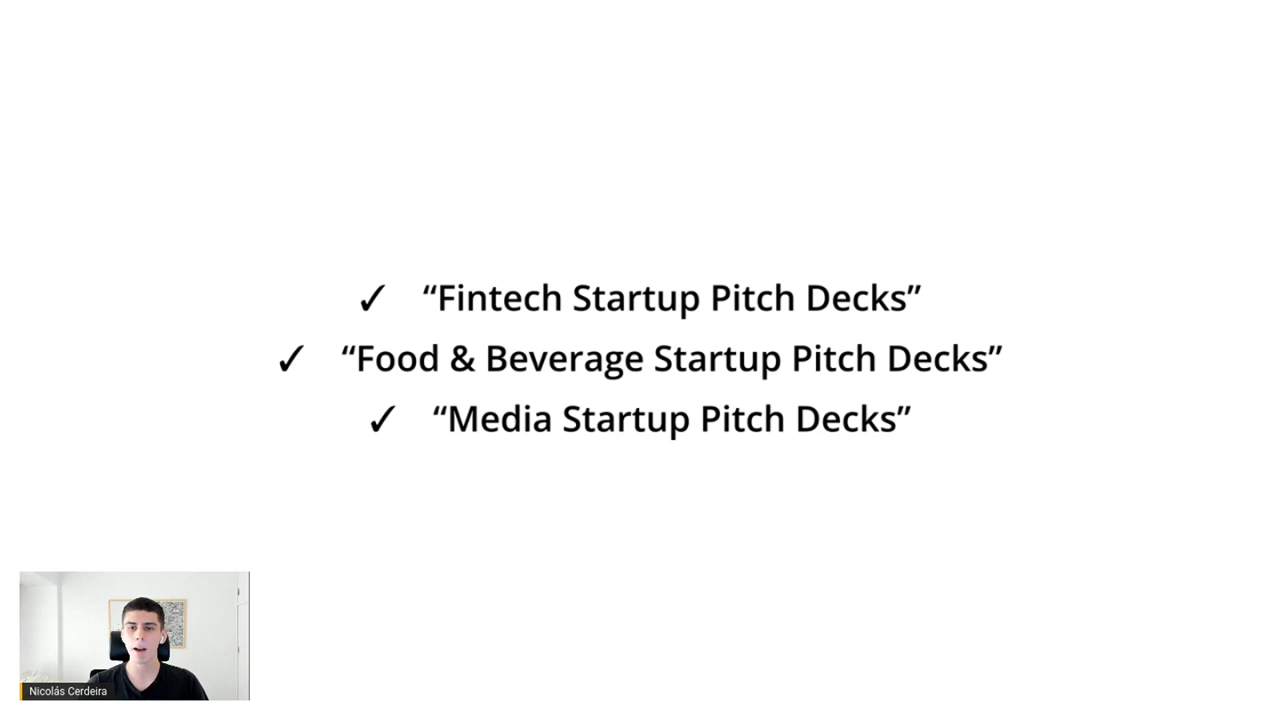 ✓ “Fintech Startup Pitch Decks”
✓ “Food & Beverage Startup Pitch Decks”
✓ “Media Startup Pitch Decks”
Nicolás Cerdeira